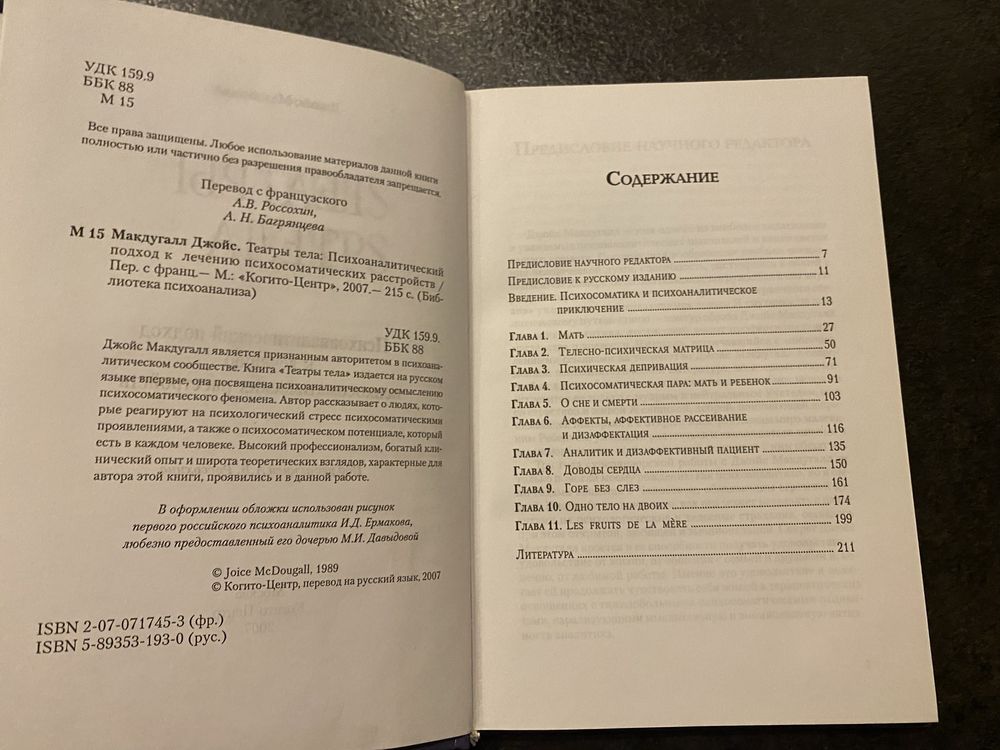 УДК 159.9
ББК 88
М 15
Все права защищены. Любое использование материалов данной книги
полностью или частично без разрешения правообладателя запрещается.
Перевод с французского
А.В. Россохин,
А. Н. Багрянцева
М 15 Макдугалл Джойс. Театры тела: Психоаналитический
подход к лечению психосоматических расстройств /
Пер. с франц.— М.: «Когито-Центр», 2007.— 215 с. (Биб-
лиотека психоанализа)
УДК 159.9.
ББК 88
Джойс Макдугалл является признанным авторитетом в психоана-
литическом сообществе. Книга «Театры тела» издается на русском
языке впервые, она посвящена психоаналитическому осмыслению
психосоматического феномена. Автор рассказывает о людях, кото-
рые реагируют на психологический стресс психосоматическими
проявлениями, а также о психосоматическом потенциале, который
есть в каждом человеке. Высокий профессионализм, богатый кли-
нический опыт и широта теоретических взглядов, характерные для
автора этой книги, проявились и в данной работе.
В оформлении обложки использован рисунок
первого российского психоаналитика И.Д. Ермакова,
любезно предоставленный его дочерью М.И. Давыдовой
© Joice McDougall, 1989
© Когито-Центр, перевод на русский язык, 2007
ISBN 2-07-071745-3 (фр.)
ISBN 5-89353-193-0 (рус.)
Содержание
Предисловие научного редактора ... 7
Предисловие к русскому изданию ... 11
Введение. Психосоматика и психоаналитическое
приключение ... 13
Глава 1. Мать ... 27
Глава 2. Телесно-психическая матрица ... 50
Глава 3. Психическая депривация ... 71
Глава 4. Психосоматическая пара: мать и ребенок ... 91
Глава 5. О сне и смерти ... 103
Глава 6. Аффекты, аффективное рассеивание
и дизаффектация ... 116
Глава 7. Аналитик и дизаффективный пациент ... 135
Глава 8. Доводы сердца ... 150
Глава 9. Горе без слез ... 161
Глава 10. Одно тело на двоих ... 174
Глава 11. Les fruits de la mère ... 199
Литература ... 211